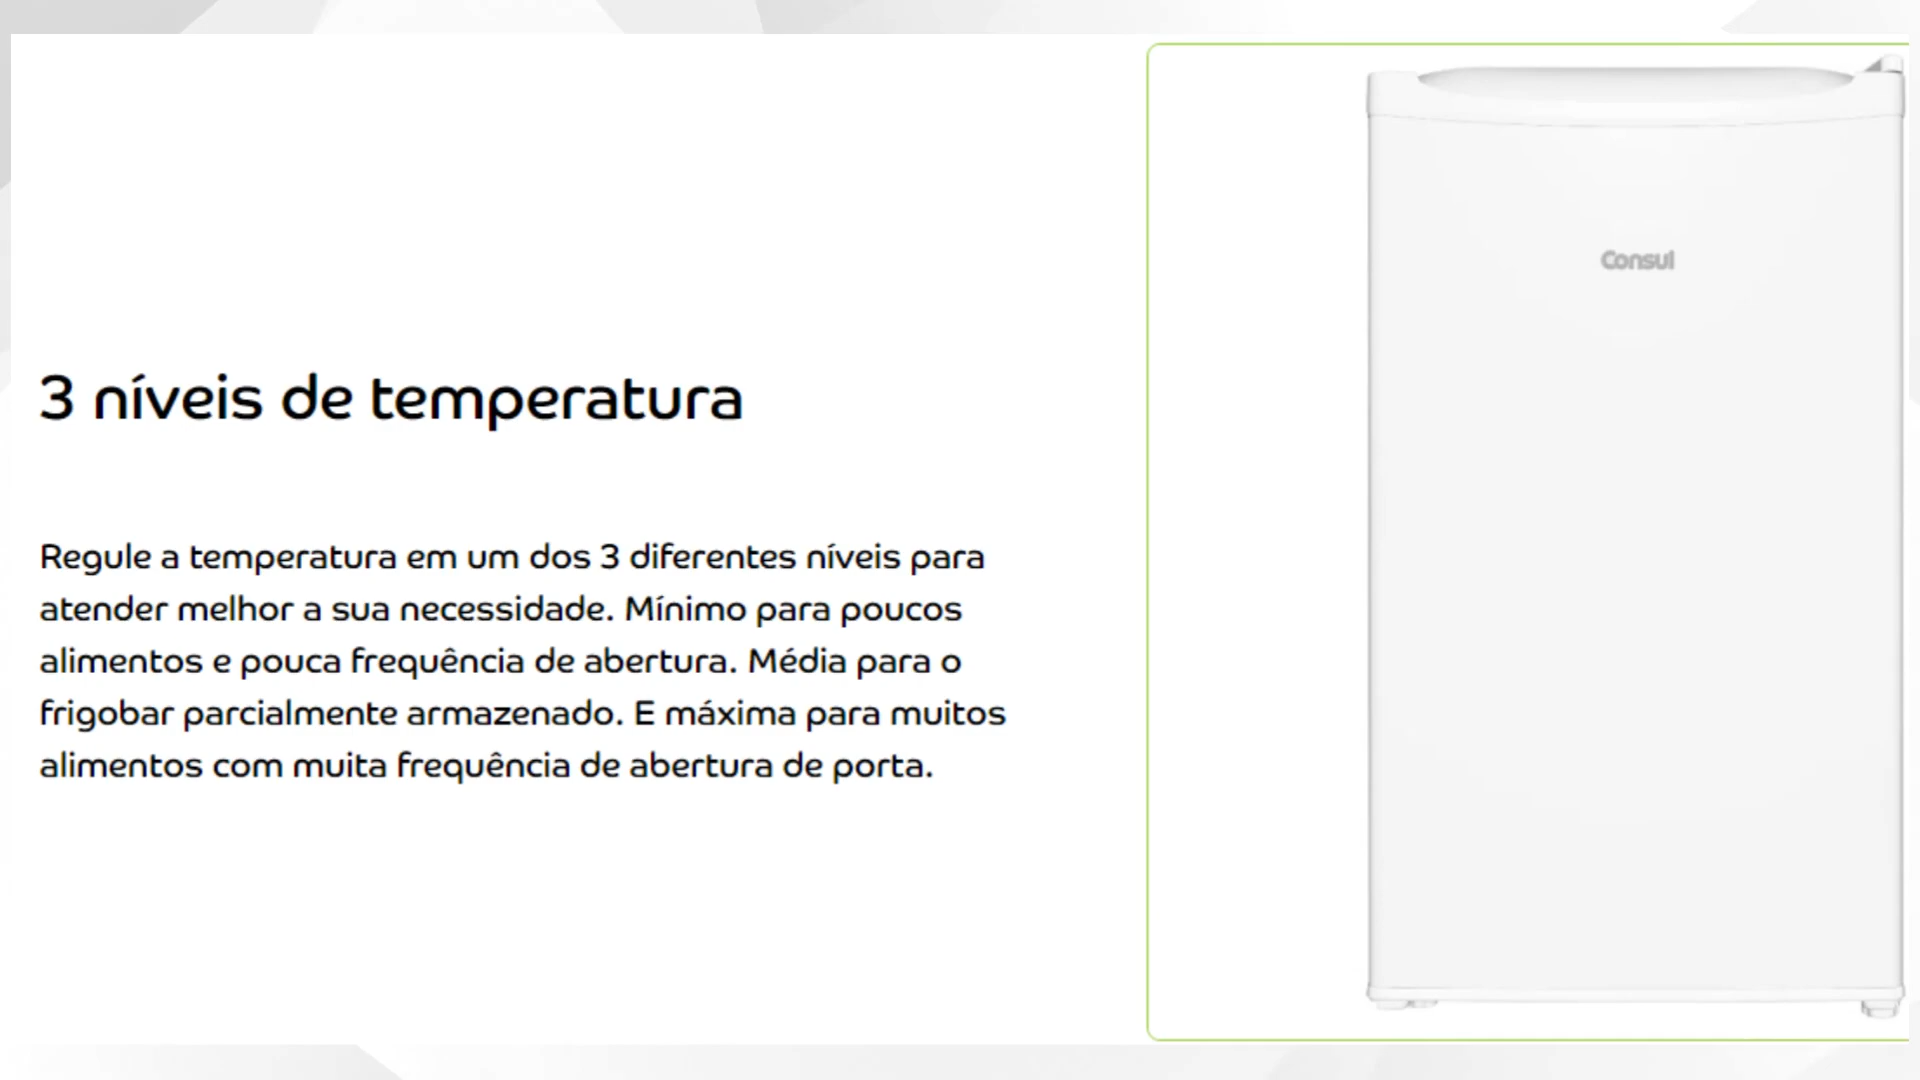 3 níveis de temperatura
Regule a temperatura em um dos 3 diferentes níveis para
atender melhor a sua necessidade. Mínimo para poucos
alimentos e pouca frequência de abertura. Média para o
frigobar parcialmente armazenado. E máxima para muitos
alimentos com muita frequência de abertura de porta.
Consul